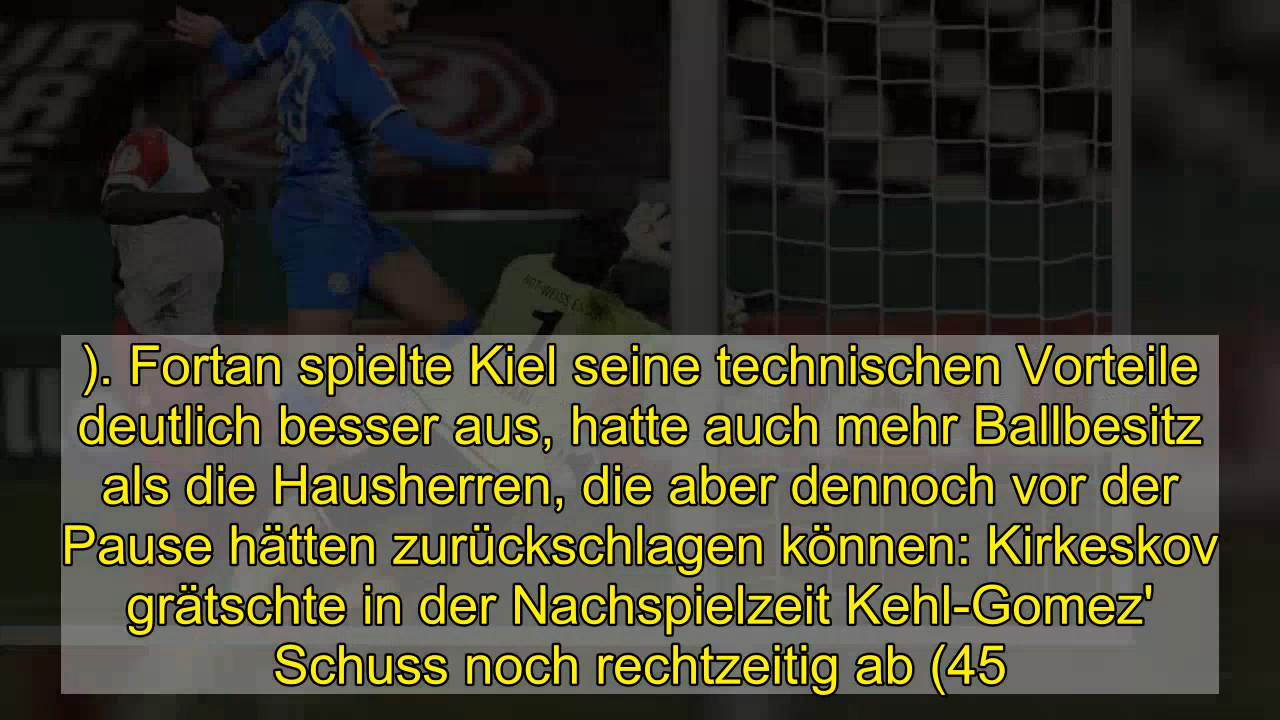 ). Fortan spielte Kiel seine technischen Vorteile
deutlich besser aus, hatte auch mehr Ballbesitz
als die Hausherren, die aber dennoch vor der
Pause hätten zurückschlagen können: Kirkeskov
grätschte in der Nachspielzeit Kehl-Gomez'
Schuss noch rechtzeitig ab (45